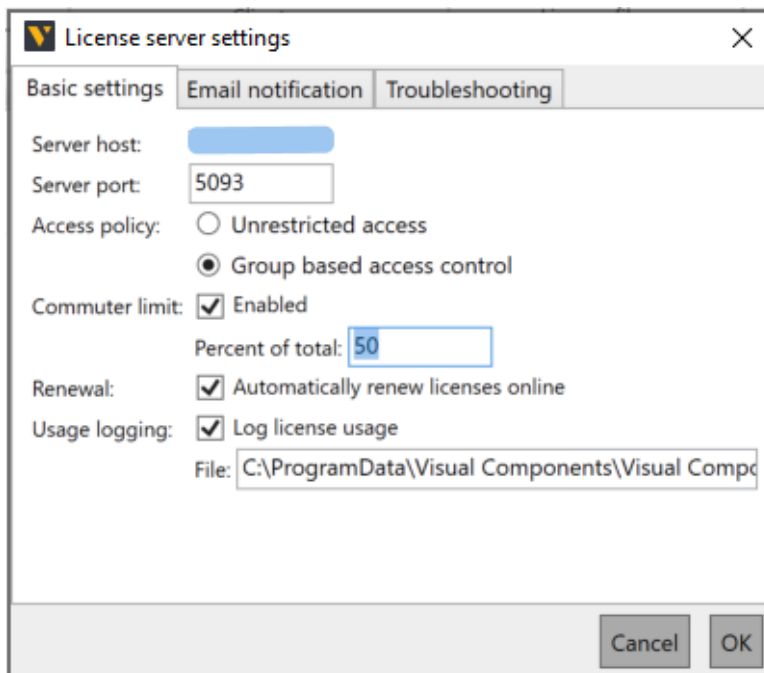 License server settings
Basic settings Email notification Troubleshooting
Server host:
Server port: 5093
Access policy: Unrestricted access
Group based access control
Commuter limit: Enabled
Percent of total: 50
Renewal: Automatically renew licenses online
Usage logging: Log license usage
File: C:\ProgramData\Visual Components\Visual
Cancel OK